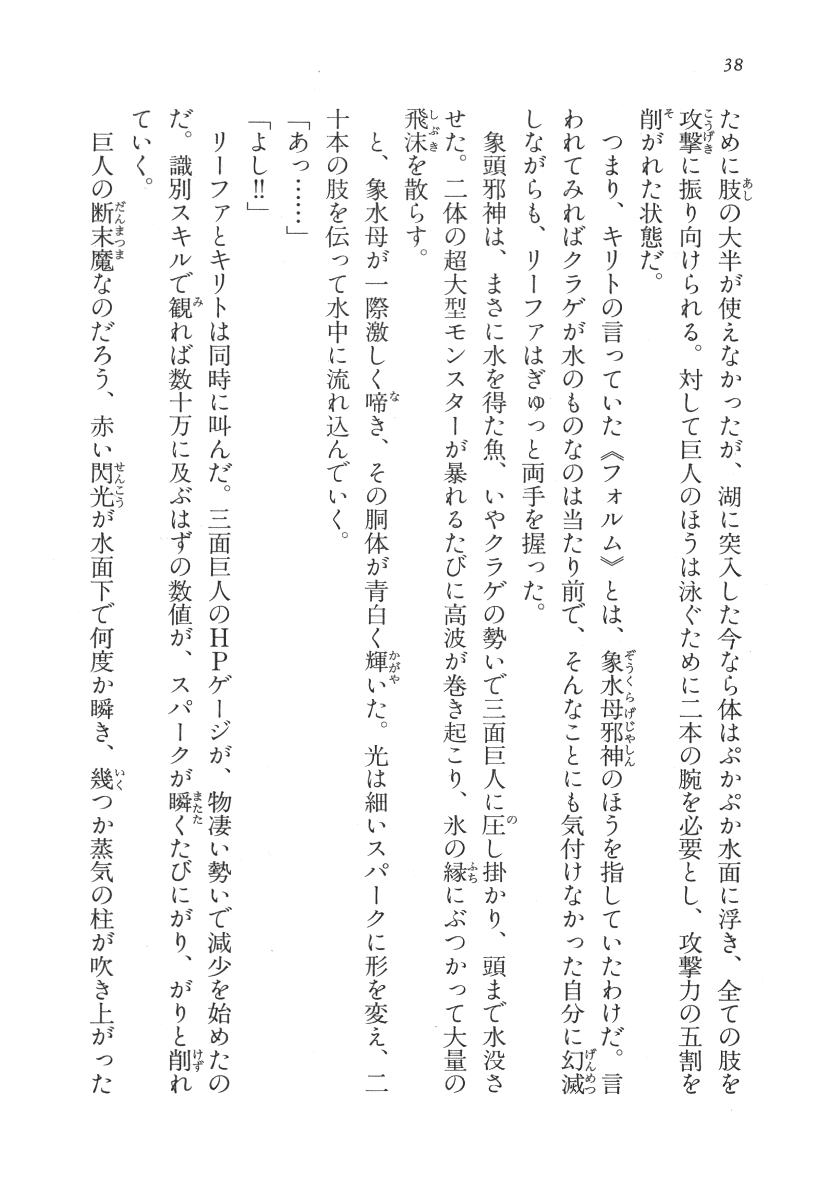 38
ために肢の大半が使えなかったが、湖に突入した今なら体はぷかぷか水面に浮き、全ての肢を
攻撃に振り向けられる。対して巨人のほうは泳ぐために二本の腕を必要とし、攻撃力の五割を
削がれた状態だ。
つまり、キリトの言っていた《フォルム》とは、象水母邪神のほうを指していたわけだ。言
われてみればクラゲが水のものなのは当たり前で、そんなことにも気付けなかった自分に幻滅
しながらも、リーファはぎゅっと両手を握った。
象頭邪神は、まさに水を得た魚、いやクラゲの勢いで三面巨人に圧し掛かり、頭まで水没さ
せた。二体の超大型モンスターが暴れるたびに高波が巻き起こり、氷の縁にぶつかって大量の
飛沫を散らす。
と、象水母が一際激しく啼き、その胴体が青白く輝いた。光は細いスパークに形を変え、二
十本の肢を伝って水中に流れ込んでいく。
「あっ……」
「よし!!」
リーファとキリトは同時に叫んだ。三面巨人のHPゲージが、物凄い勢いで減少を始めたの
だ。識別スキルで観れば数十万に及ぶはずの数値が、スパークが瞬くたびにがり、がりと削れ
ていく。
巨人の断末魔なのだろう、赤い閃光が水面下で何度か瞬き、幾つか蒸気の柱が吹き上がった